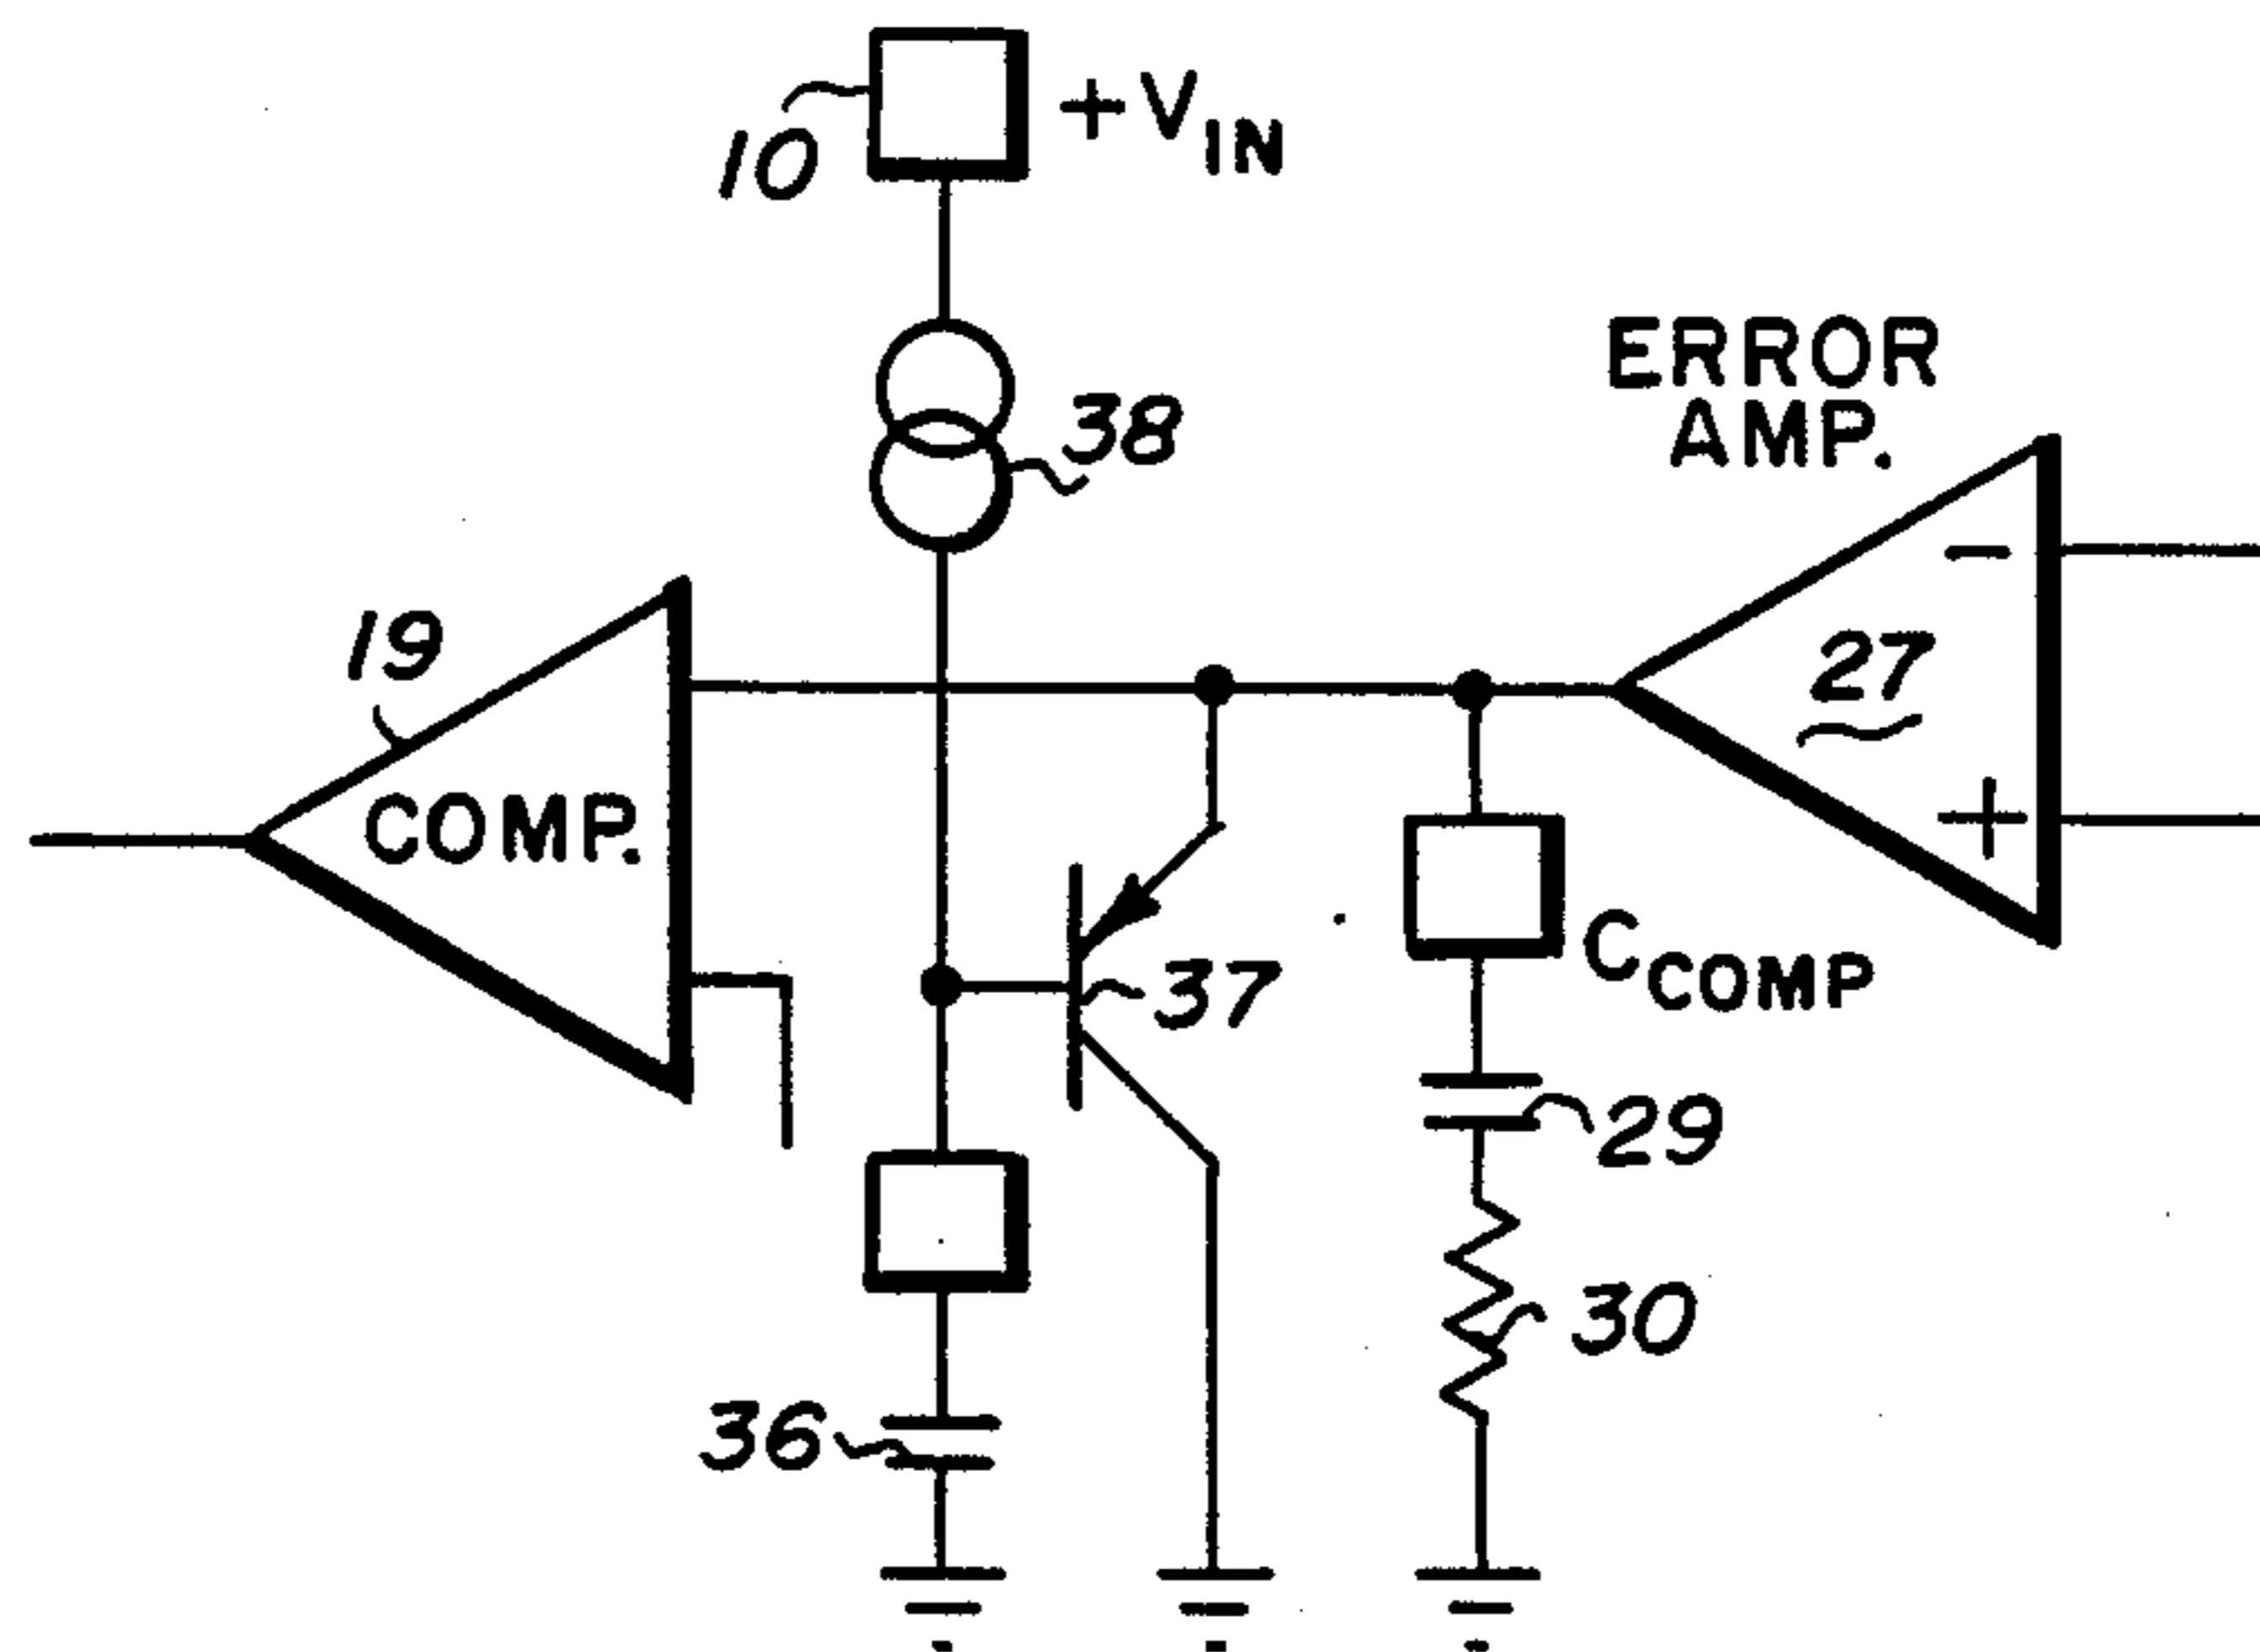 +VIN
10
38
ERROR
AMP.
19
27
COMP.
-
+
CCOMP
37
29
30
36